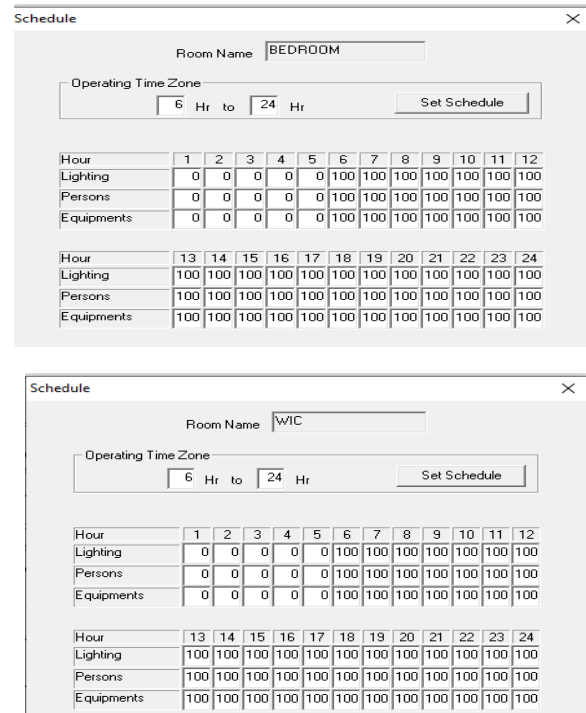 Schedule
Room Name BEDROOM
Operating Time Zone
6 Hr to 24 Hr Set Schedule
Hour 1 2 3 4 5 6 7 8 9 10 11 12
Lighting 0 0 0 0 0 100 100 100 100 100 100 100
Persons 0 0 0 0 0 100 100 100 100 100 100 100
Equipments 0 0 0 0 0 100 100 100 100 100 100 100
Hour 13 14 15 16 17 18 19 20 21 22 23 24
Lighting 100 100 100 100 100 100 100 100 100 100 100 100
Persons 100 100 100 100 100 100 100 100 100 100 100 100
Equipments 100 100 100 100 100 100 100 100 100 100 100 100
Schedule
Room Name WIC
Operating Time Zone
6 Hr to 24 Hr Set Schedule
Hour 1 2 3 4 5 6 7 8 9 10 11 12
Lighting 0 0 0 0 0 100 100 100 100 100 100 100
Persons 0 0 0 0 0 100 100 100 100 100 100 100
Equipments 0 0 0 0 0 100 100 100 100 100 100 100
Hour 13 14 15 16 17 18 19 20 21 22 23 24
Lighting 100 100 100 100 100 100 100 100 100 100 100 100
Persons 100 100 100 100 100 100 100 100 100 100 100 100
Equipments 100 100 100 100 100 100 100 100 100 100 100 100